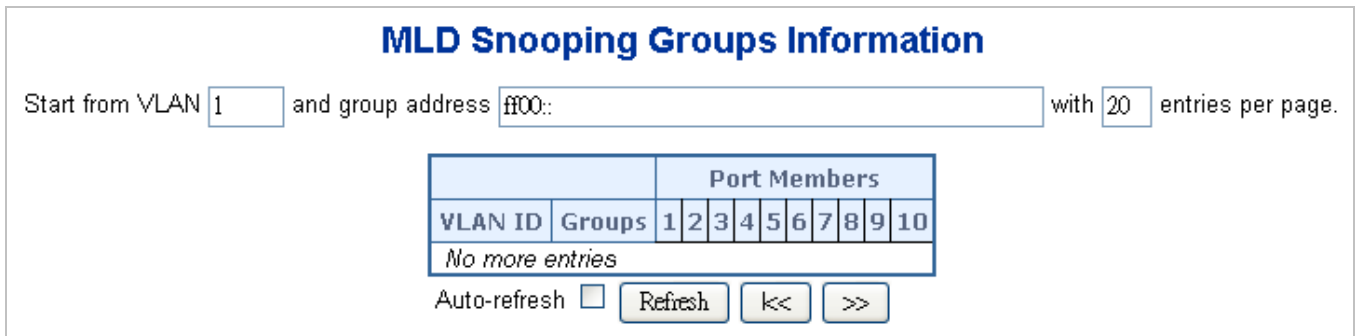 MLD Snooping Groups Information
Start from VLAN 1 and group address ff00:: with 20 entries per page.
Port Members
VLAN ID Groups 1 2 3 4 5 6 7 8 9 10
No more entries
Auto-refresh Refresh |<< >>